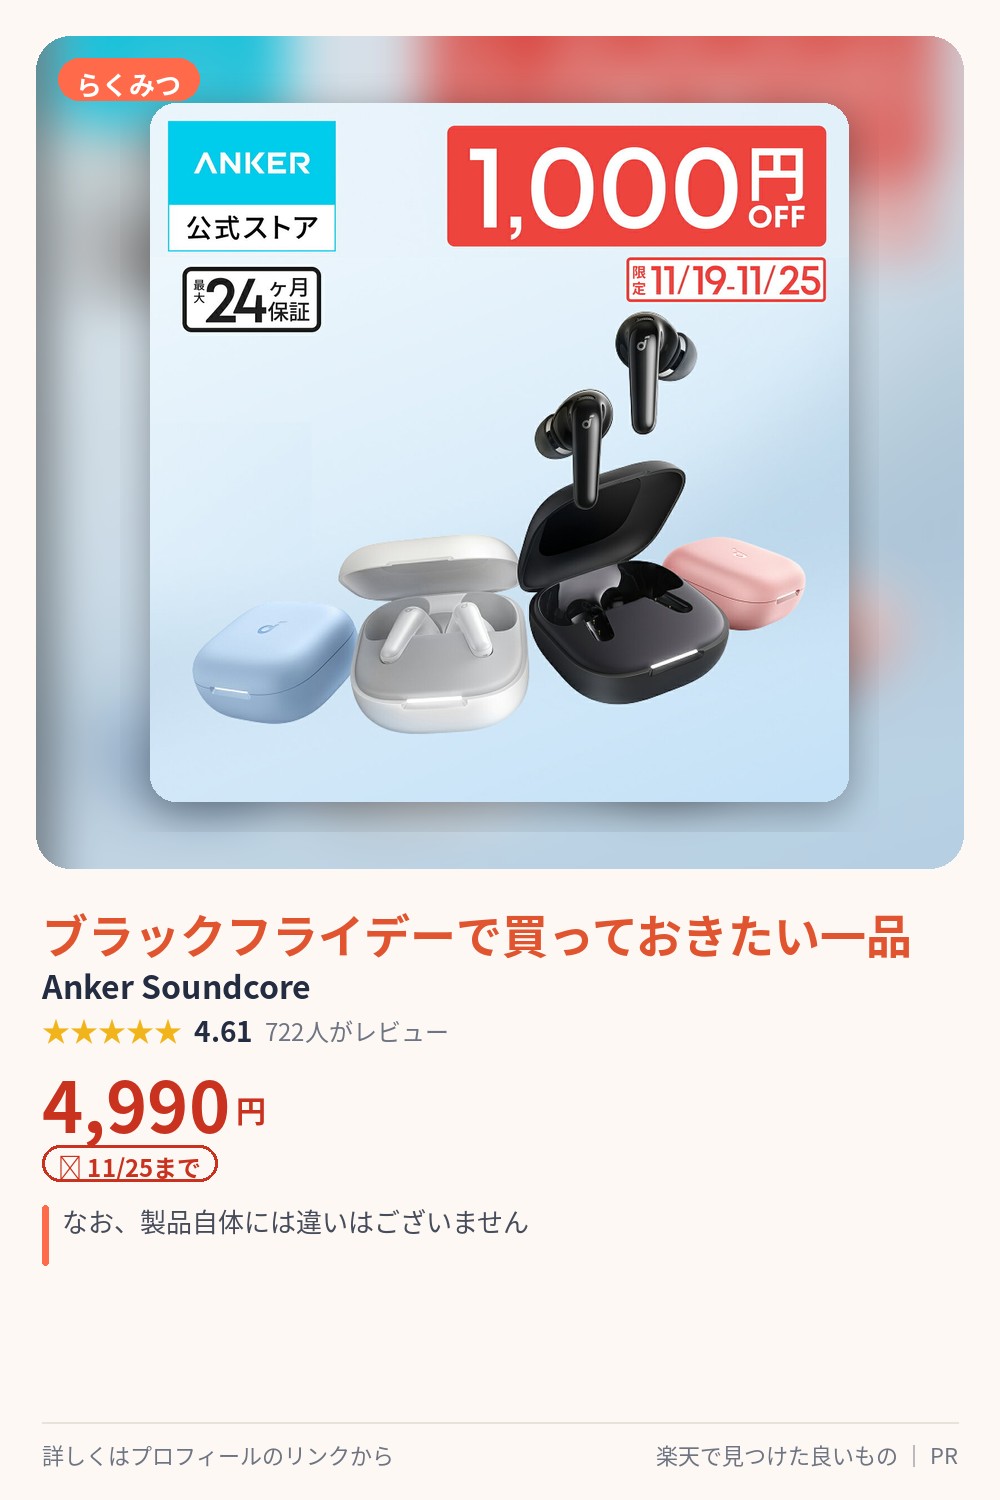 らくみつ
ANKER
公式ストア
最大24ヶ月保証
1,000円OFF
限定11/19-11/25
ブラックフライデーで買っておきたい一品
Anker Soundcore
★★★★★ 4.61 722人がレビュー
4,990円
11/25まで
なお、製品自体には違いはございません
詳しくはプロフィールのリンクから
楽天で見つけた良いもの｜PR